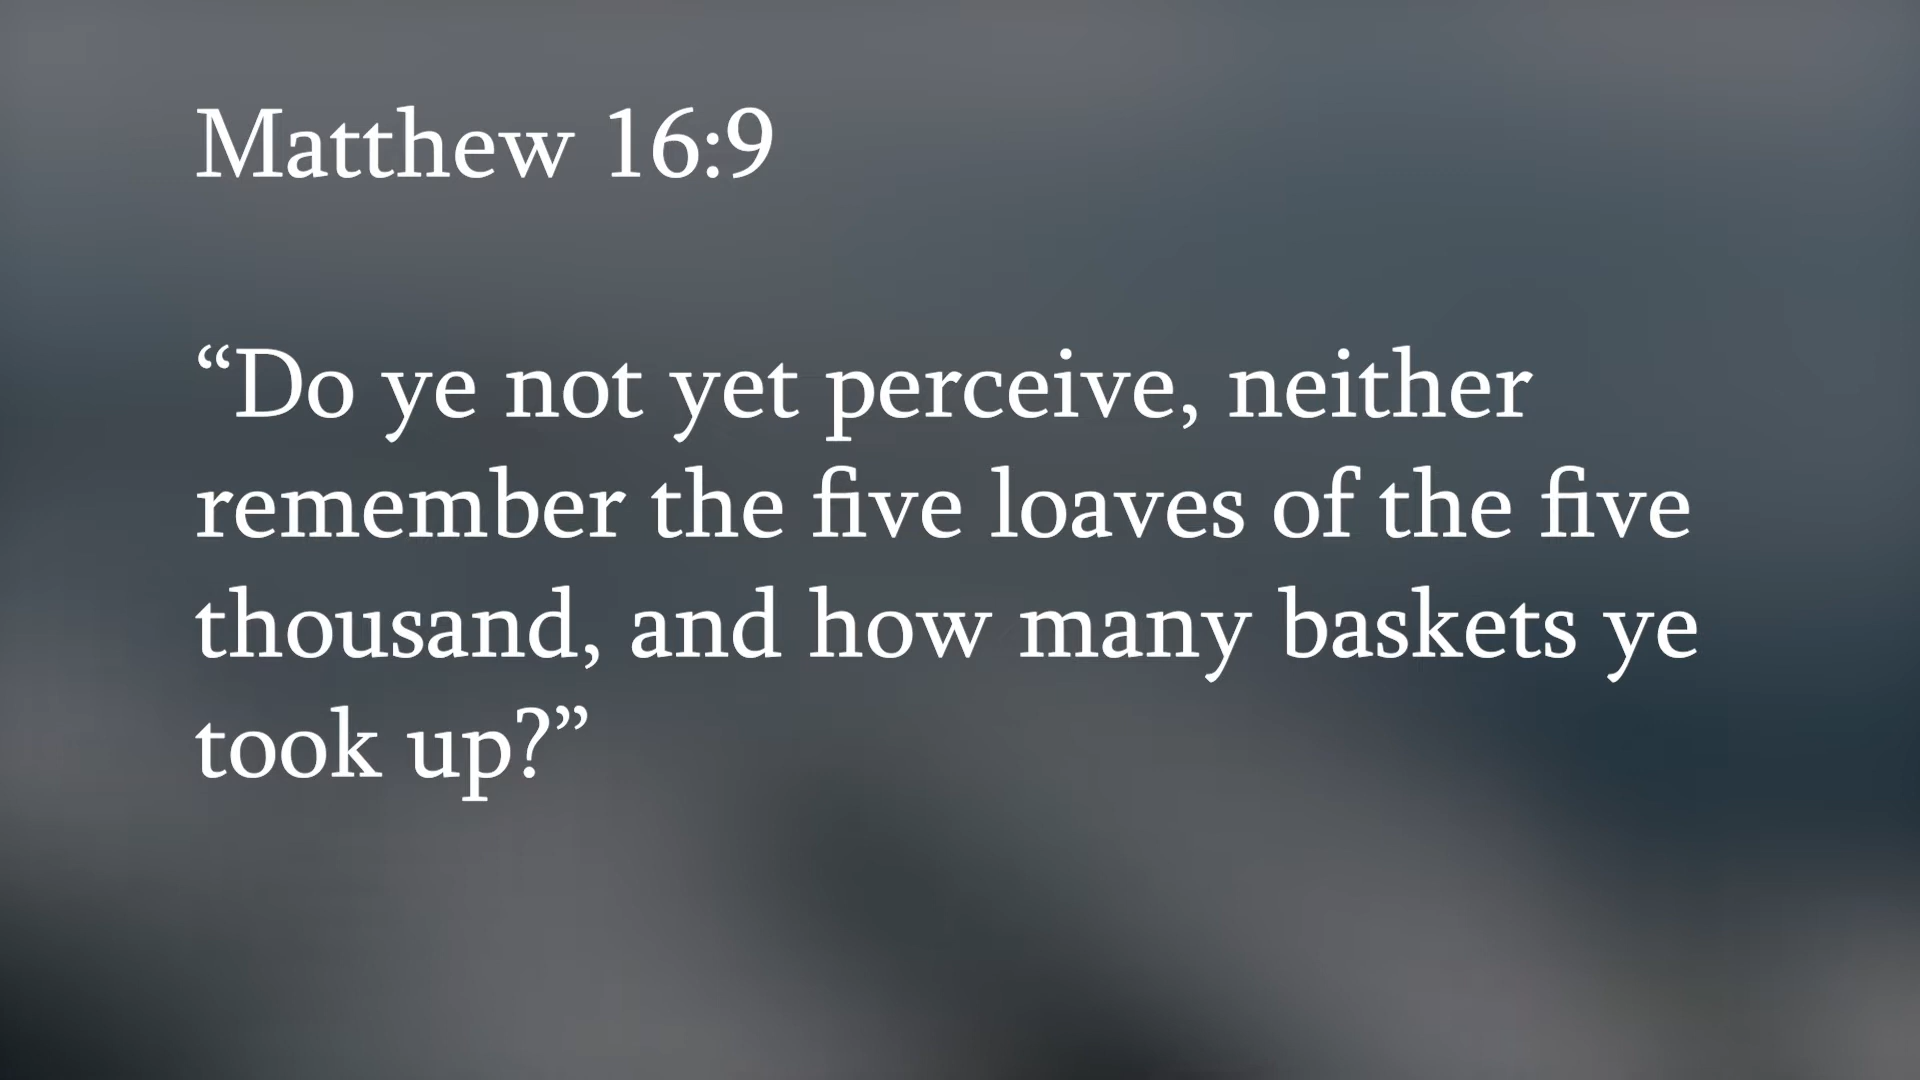 Matthew 16:9
“Do ye not yet perceive, neither
remember the five loaves of the five
thousand, and how many baskets ye
took up?”